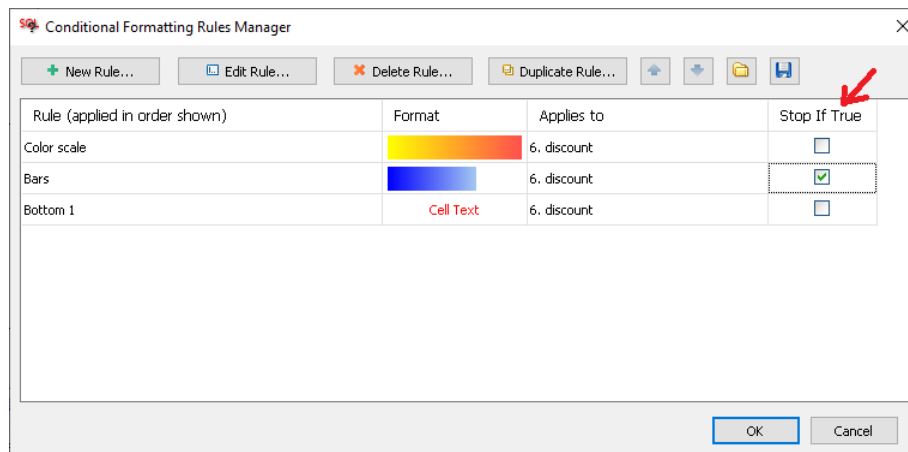 SQL Conditional Formatting Rules Manager
New Rule... Edit Rule... Delete Rule... Duplicate Rule...
Rule (applied in order shown) Format Applies to Stop If True
Color scale 6. discount
Bars 6. discount
Bottom 1 Cell Text 6. discount
OK Cancel